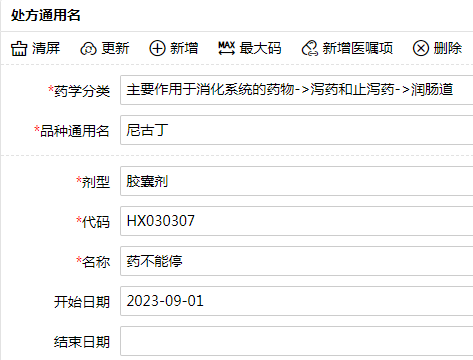 处方通用名
清屏 更新 新增 MAX 最大码 新增医嘱项 删除
*药学分类 主要作用于消化系统的药物->泻药和止泻药->润肠道
*品种通用名 尼古丁
*剂型 胶囊剂
*代码 HX030307
*名称 药不能停
开始日期 2023-09-01
结束日期